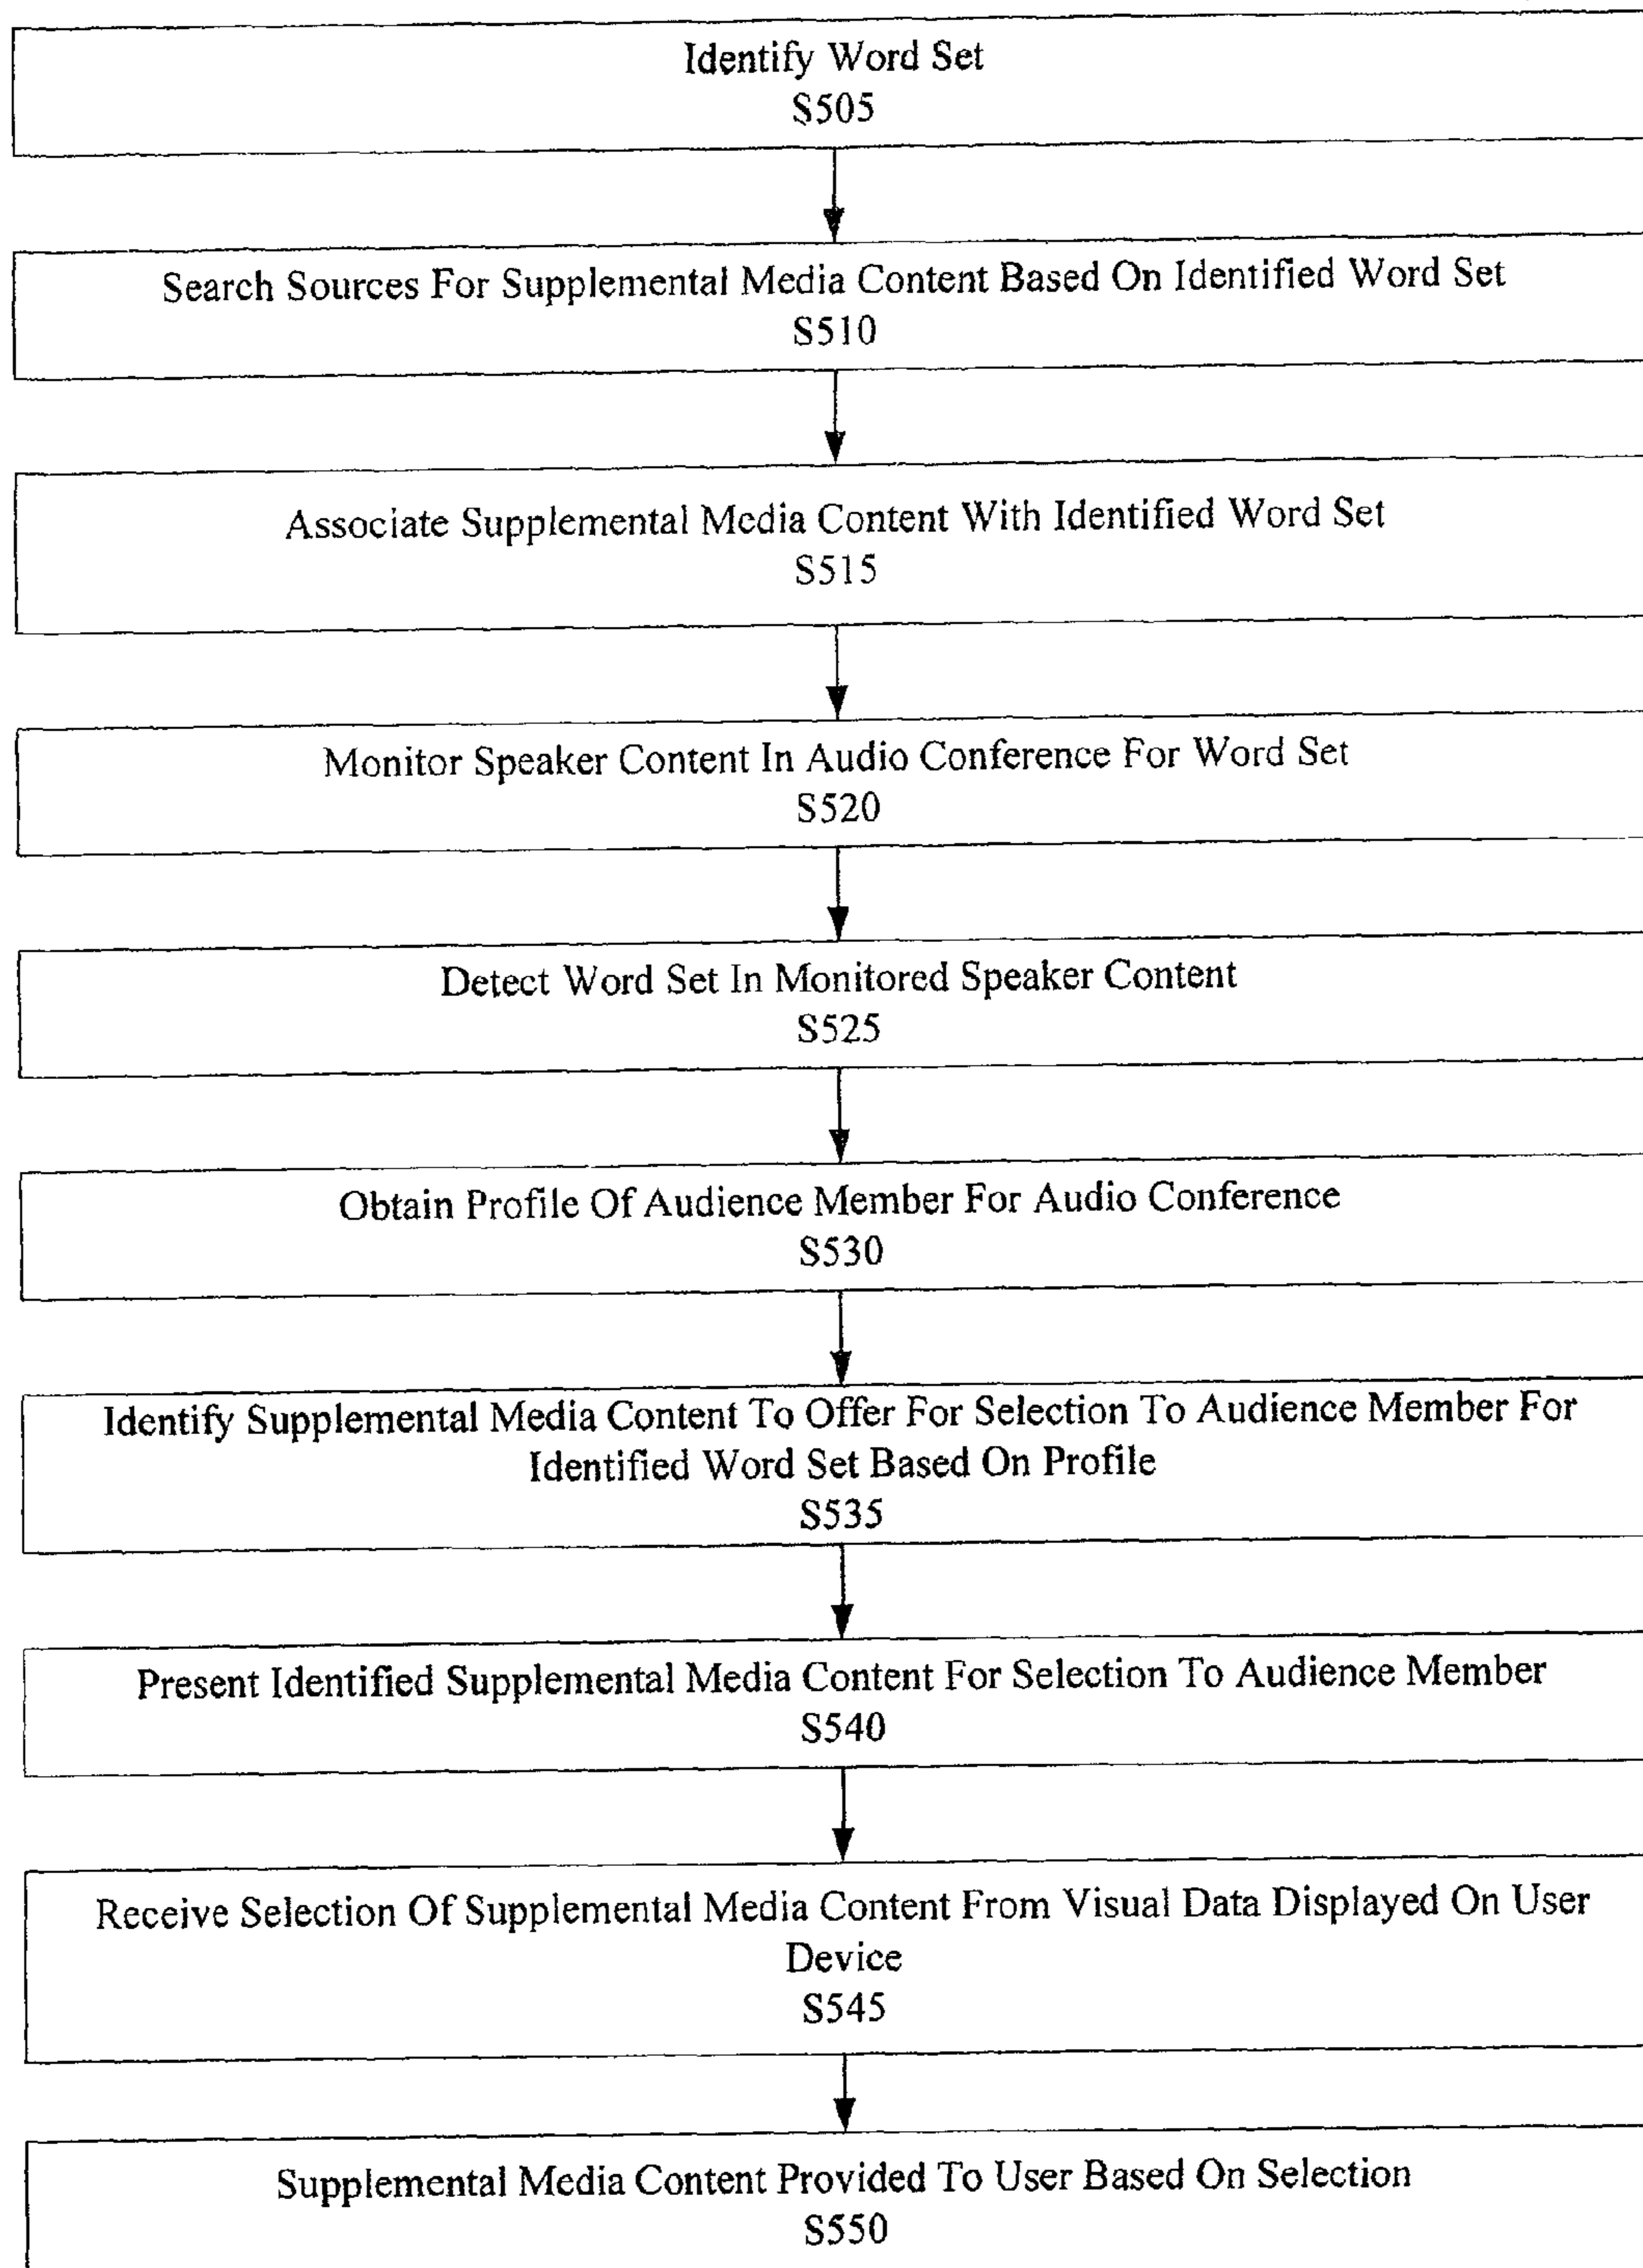 Identify Word Set
S505
Search Sources For Supplemental Media Content Based On Identified Word Set
S510
Associate Supplemental Media Content With Identified Word Set
S515
Monitor Speaker Content In Audio Conference For Word Set
S520
Detect Word Set In Monitored Speaker Content
S525
Obtain Profile Of Audience Member For Audio Conference
S530
Identify Supplemental Media Content To Offer For Selection To Audience Member For
Identified Word Set Based On Profile
S535
Present Identified Supplemental Media Content For Selection To Audience Member
S540
Receive Selection Of Supplemental Media Content From Visual Data Displayed On User
Device
S545
Supplemental Media Content Provided To User Based On Selection
S550